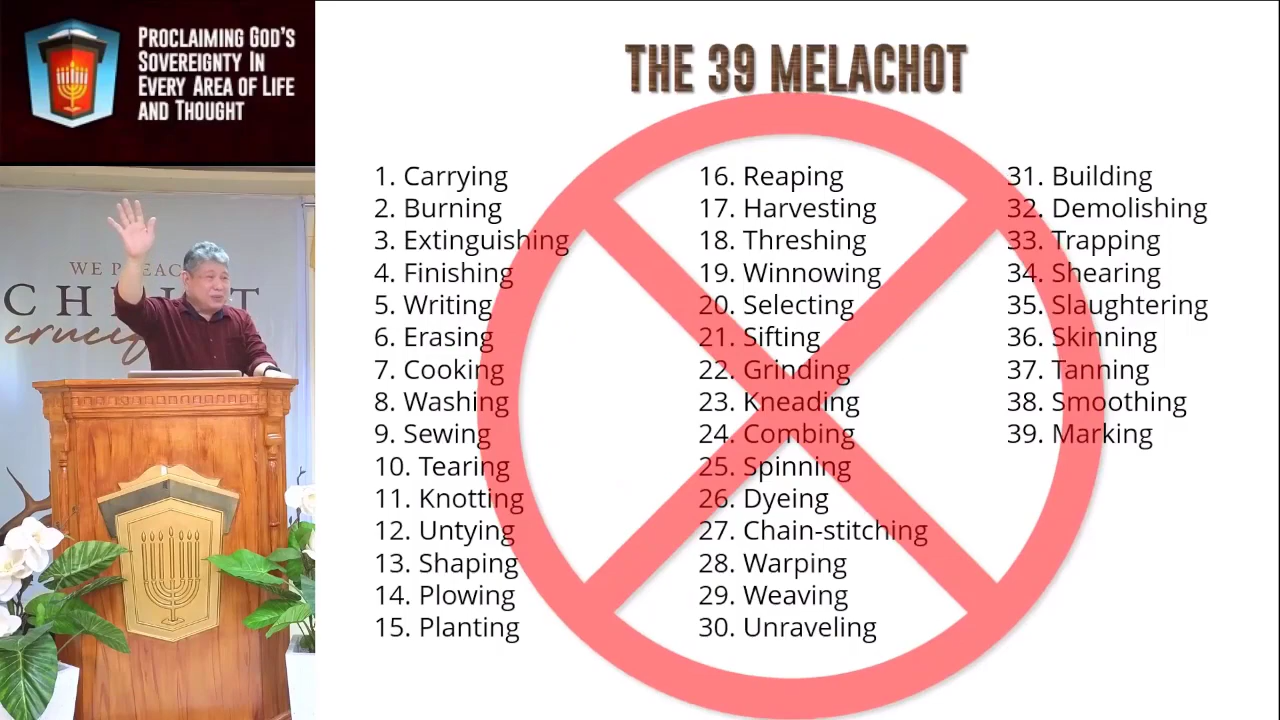 PROCLAIMING GOD'S
SOVEREIGNTY IN
EVERY AREA OF LIFE
AND THOUGHT
WE PREACH
CHRIST
crucif
THE 39 MELACHOT
1. Carrying
2. Burning
3. Extinguishing
4. Finishing
5. Writing
6. Erasing
7. Cooking
8. Washing
9. Sewing
10. Tearing
11. Knotting
12. Untying
13. Shaping
14. Plowing
15. Planting
16. Reaping
17. Harvesting
18. Threshing
19. Winnowing
20. Selecting
21. Sifting
22. Grinding
23. Kneading
24. Combing
25. Spinning
26. Dyeing
27. Chain-stitching
28. Warping
29. Weaving
30. Unraveling
31. Building
32. Demolishing
33. Trapping
34. Shearing
35. Slaughtering
36. Skinning
37. Tanning
38. Smoothing
39. Marking